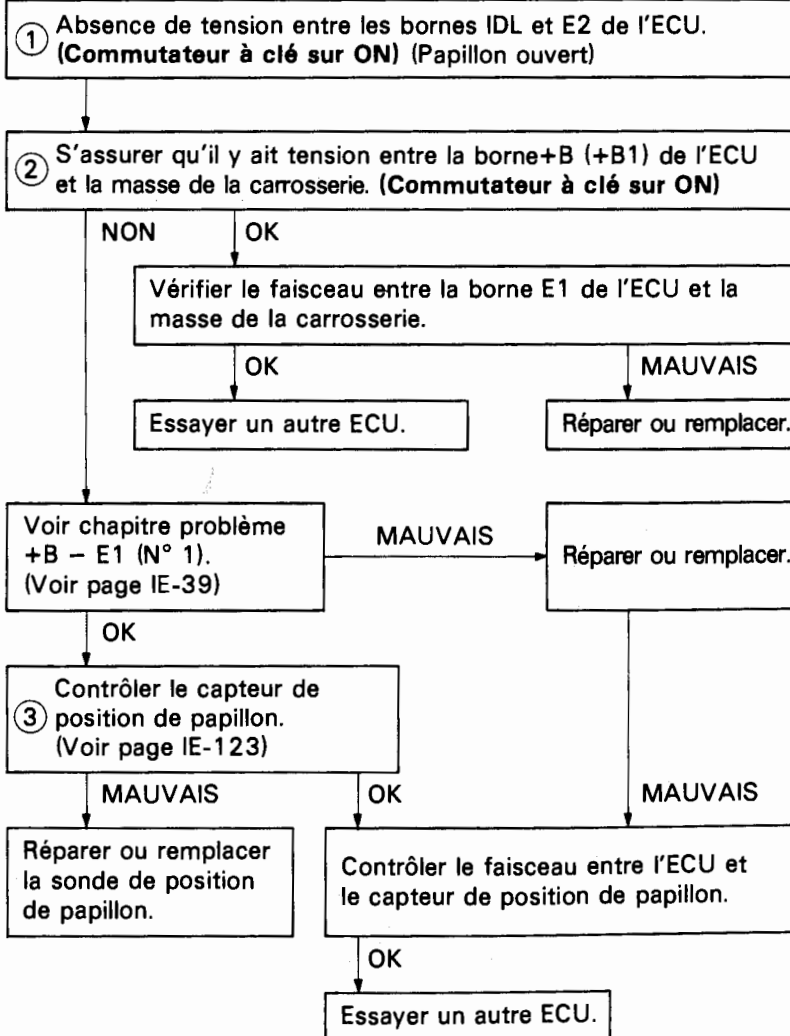 ① Absence de tension entre les bornes IDL et E2 de l'ECU.
(Commutateur à clé sur ON) (Papillon ouvert)
② S'assurer qu'il y ait tension entre la borne+B (+B1) de l'ECU
et la masse de la carrosserie. (Commutateur à clé sur ON)
NON OK
Vérifier le faisceau entre la borne E1 de l'ECU et la
masse de la carrosserie.
OK MAUVAIS
Essayer un autre ECU. Réparer ou remplacer.
Voir chapitre problème
+B − E1 (N° 1).
(Voir page IE-39)
MAUVAIS
Réparer ou remplacer.
OK
③ Contrôler le capteur de
position de papillon.
(Voir page IE-123)
MAUVAIS OK MAUVAIS
Réparer ou remplacer
la sonde de position
de papillon.
Contrôler le faisceau entre l'ECU et
le capteur de position de papillon.
OK
Essayer un autre ECU.